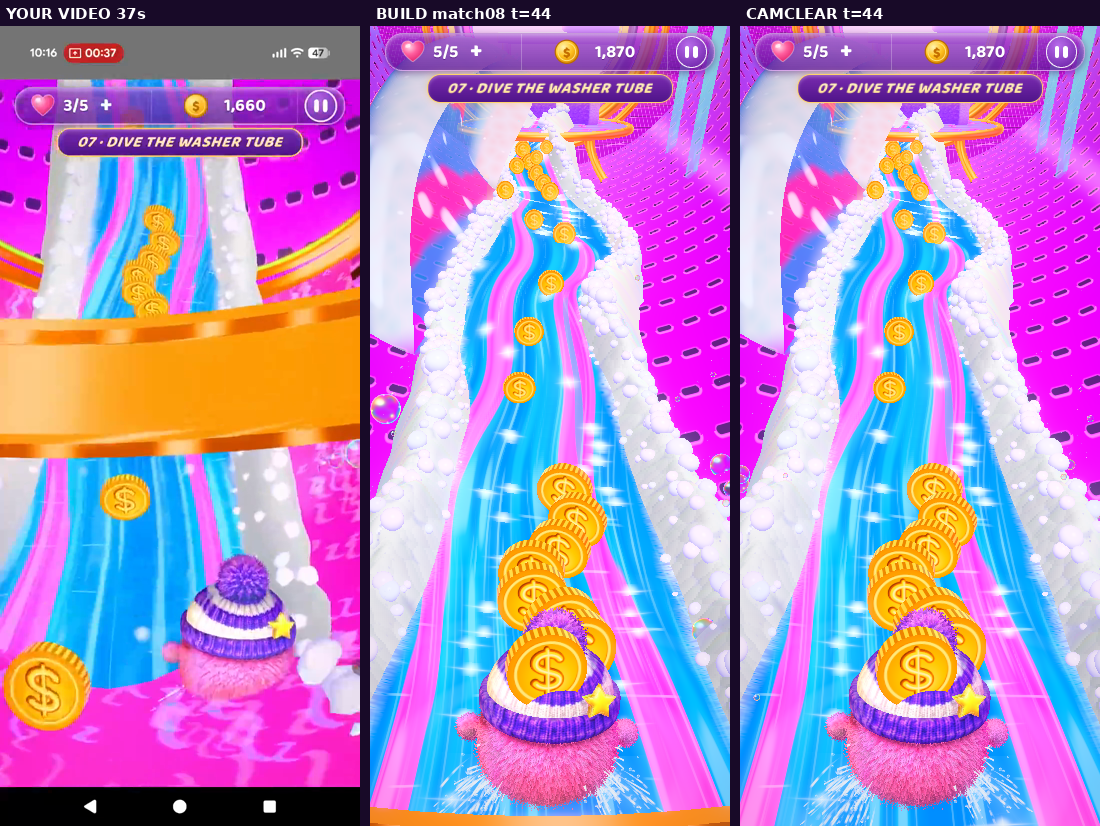 YOUR VIDEO 37s
10:16 00:37 47
3/5 + $ 1,660
07 · DIVE THE WASHER TUBE
BUILD match08 t=44
5/5 + $ 1,870
07 · DIVE THE WASHER TUBE
CAMCLEAR t=44
5/5 + $ 1,870
07 · DIVE THE WASHER TUBE